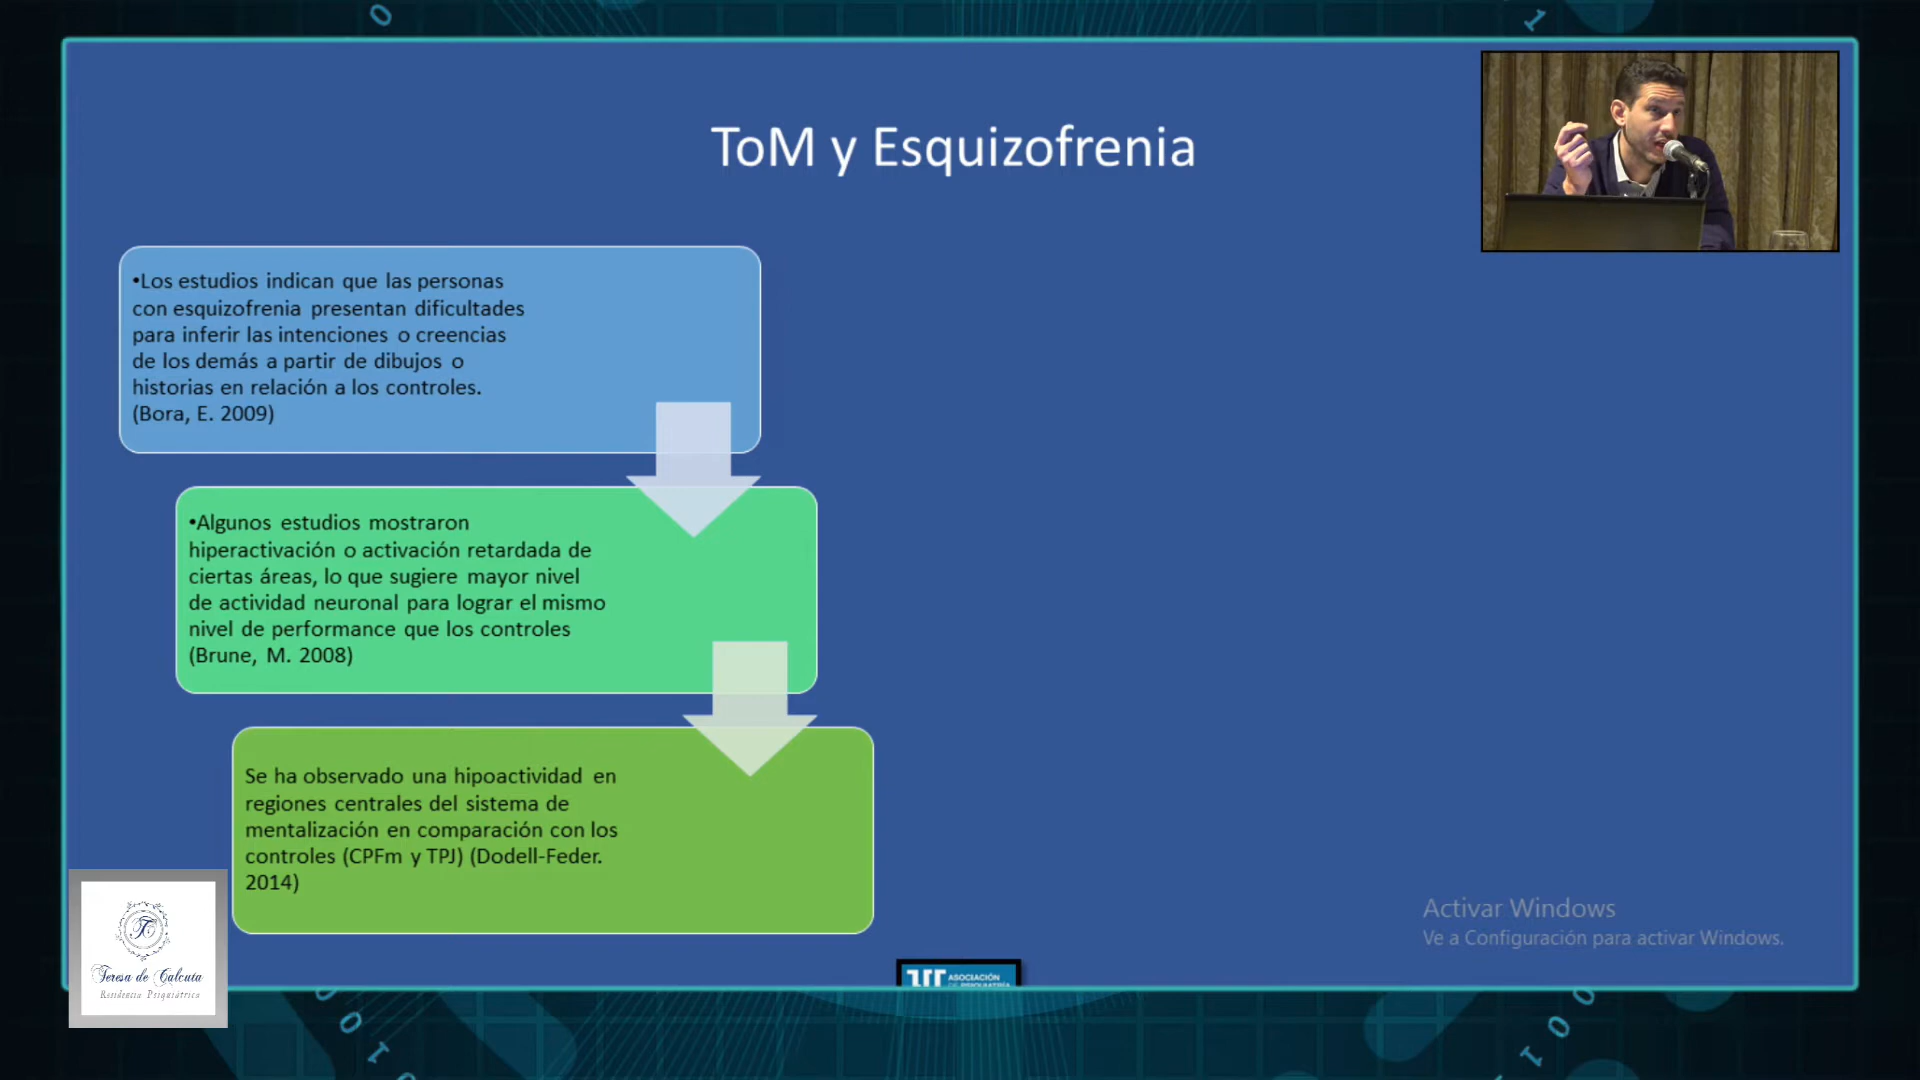 ToM y Esquizofrenia
•Los estudios indican que las personas
con esquizofrenia presentan dificultades
para inferir las intenciones o creencias
de los demás a partir de dibujos o
historias en relación a los controles.
(Bora, E. 2009)
•Algunos estudios mostraron
hiperactivación o activación retardada de
ciertas áreas, lo que sugiere mayor nivel
de actividad neuronal para lograr el mismo
nivel de performance que los controles
(Brune, M. 2008)
Se ha observado una hipoactividad en
regiones centrales del sistema de
mentalización en comparación con los
controles (CPFm y TPJ) (Dodell-Feder.
2014)
Teresa de Calcuta
Residencia Psiquiátrica
Activar Windows
Ve a Configuración para activar Windows.
ASOCIACIÓN